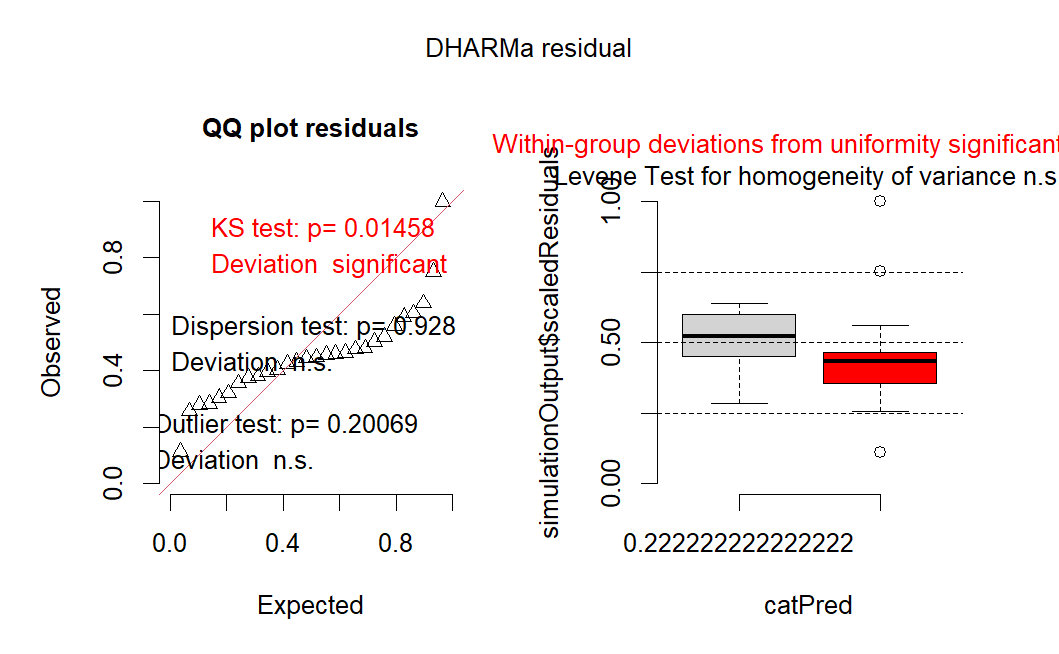 DHARMa residual
QQ plot residuals
KS test: p= 0.01458
Deviation  significant
Dispersion test: p= 0.928
Deviation  n.s.
Outlier test: p= 0.20069
Deviation  n.s.
Observed
0.0
0.4
0.8
0.0
0.4
0.8
Expected
Within-group deviations from uniformity significant
Levene Test for homogeneity of variance n.s
simulationOutput$scaledResiduals
0.00
0.50
1.00
0.222222222222222
catPred